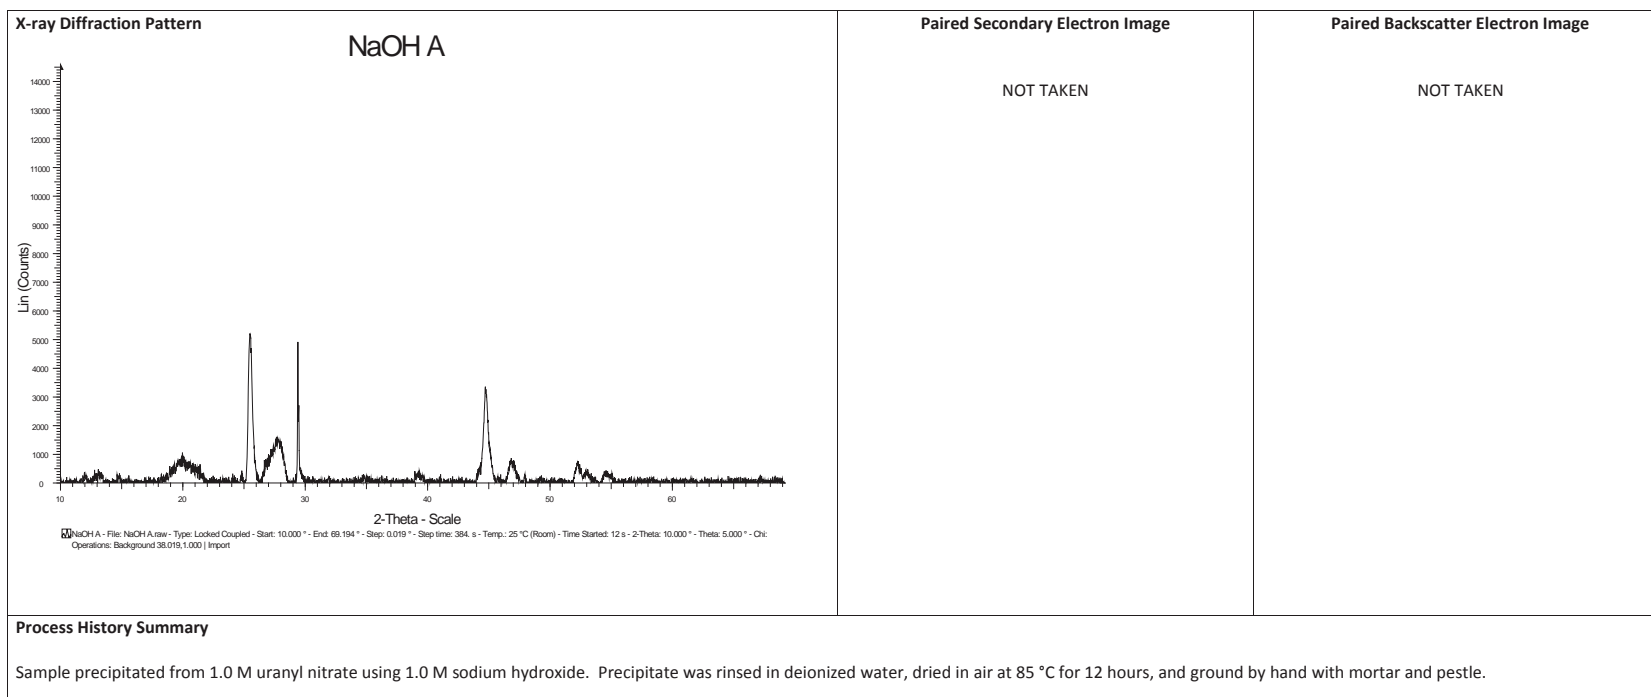 X-ray Diffraction Pattern
NaOH A
Lin (Counts)
14000
13000
12000
11000
10000
9000
8000
7000
6000
5000
4000
3000
2000
1000
0
10 20 30 40 50 60
2-Theta - Scale
NaOH A - File: NaOH A.raw - Type: Locked Coupled - Start: 10.000 ° - End: 69.194 ° - Step: 0.019 ° - Step time: 384. s - Temp.: 25 °C (Room) - Time Started: 12 s - 2-Theta: 10.000 ° - Theta: 5.000 ° - Chi:
Operations: Background 38.019,1.000 | Import
Paired Secondary Electron Image
NOT TAKEN
Paired Backscatter Electron Image
NOT TAKEN
Process History Summary
Sample precipitated from 1.0 M uranyl nitrate using 1.0 M sodium hydroxide. Precipitate was rinsed in deionized water, dried in air at 85 °C for 12 hours, and ground by hand with mortar and pestle.